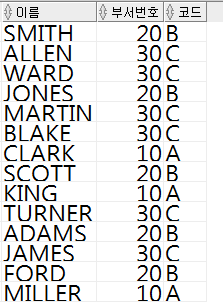 이름 부서번호 코드
SMITH 20 B
ALLEN 30 C
WARD 30 C
JONES 20 B
MARTIN 30 C
BLAKE 30 C
CLARK 10 A
SCOTT 20 B
KING 10 A
TURNER 30 C
ADAMS 20 B
JAMES 30 C
FORD 20 B
MILLER 10 A